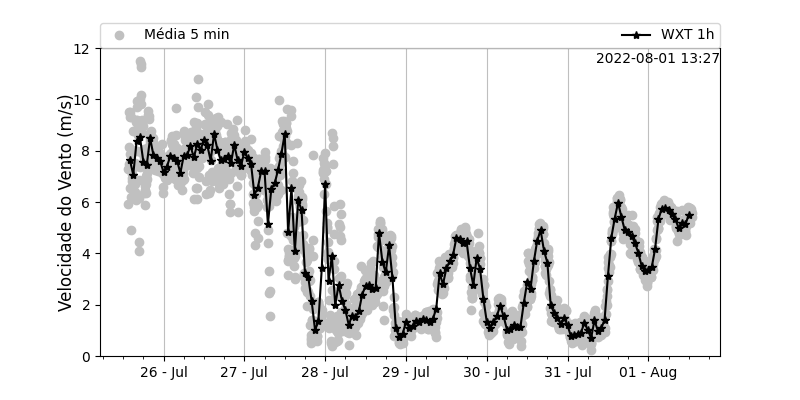 Média 5 min
WXT 1h
2022-08-01 13:27
Velocidade do Vento (m/s)
12
10
8
6
4
2
0
26 - Jul
27 - Jul
28 - Jul
29 - Jul
30 - Jul
31 - Jul
01 - Aug